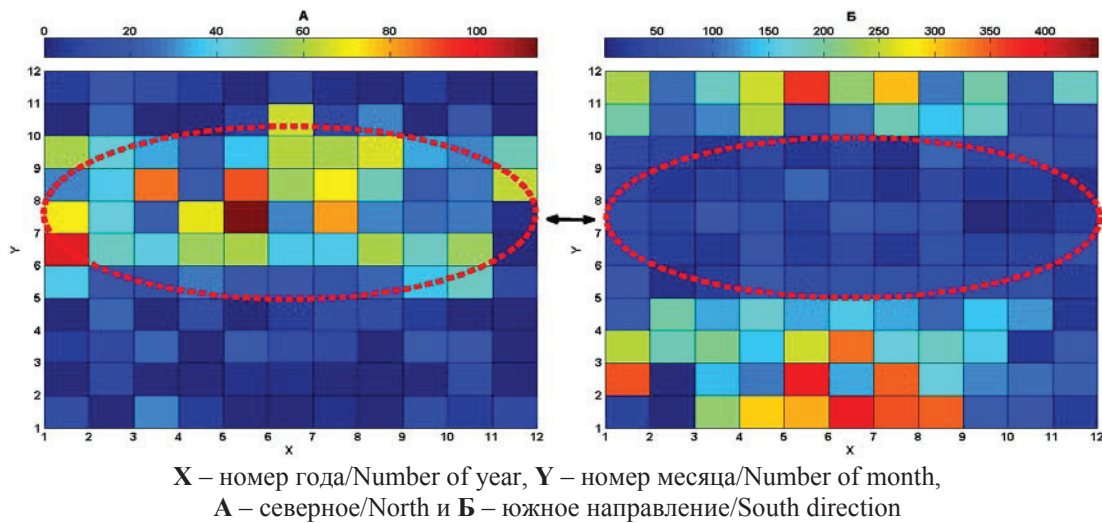 А Б
0 20 40 60 80 100 50 100 150 200 250 300 350 400
12 12
11 11
10 10
9 9
8 8
Y 7 Y 7
6 6
5 5
4 4
3 3
2 2
1 1
1 2 3 4 5 6 7 8 9 10 11 12 1 2 3 4 5 6 7 8 9 10 11 12
X X
X – номер года/Number of year, Y – номер месяца/Number of month,
А – северное/North и Б – южное направление/South direction